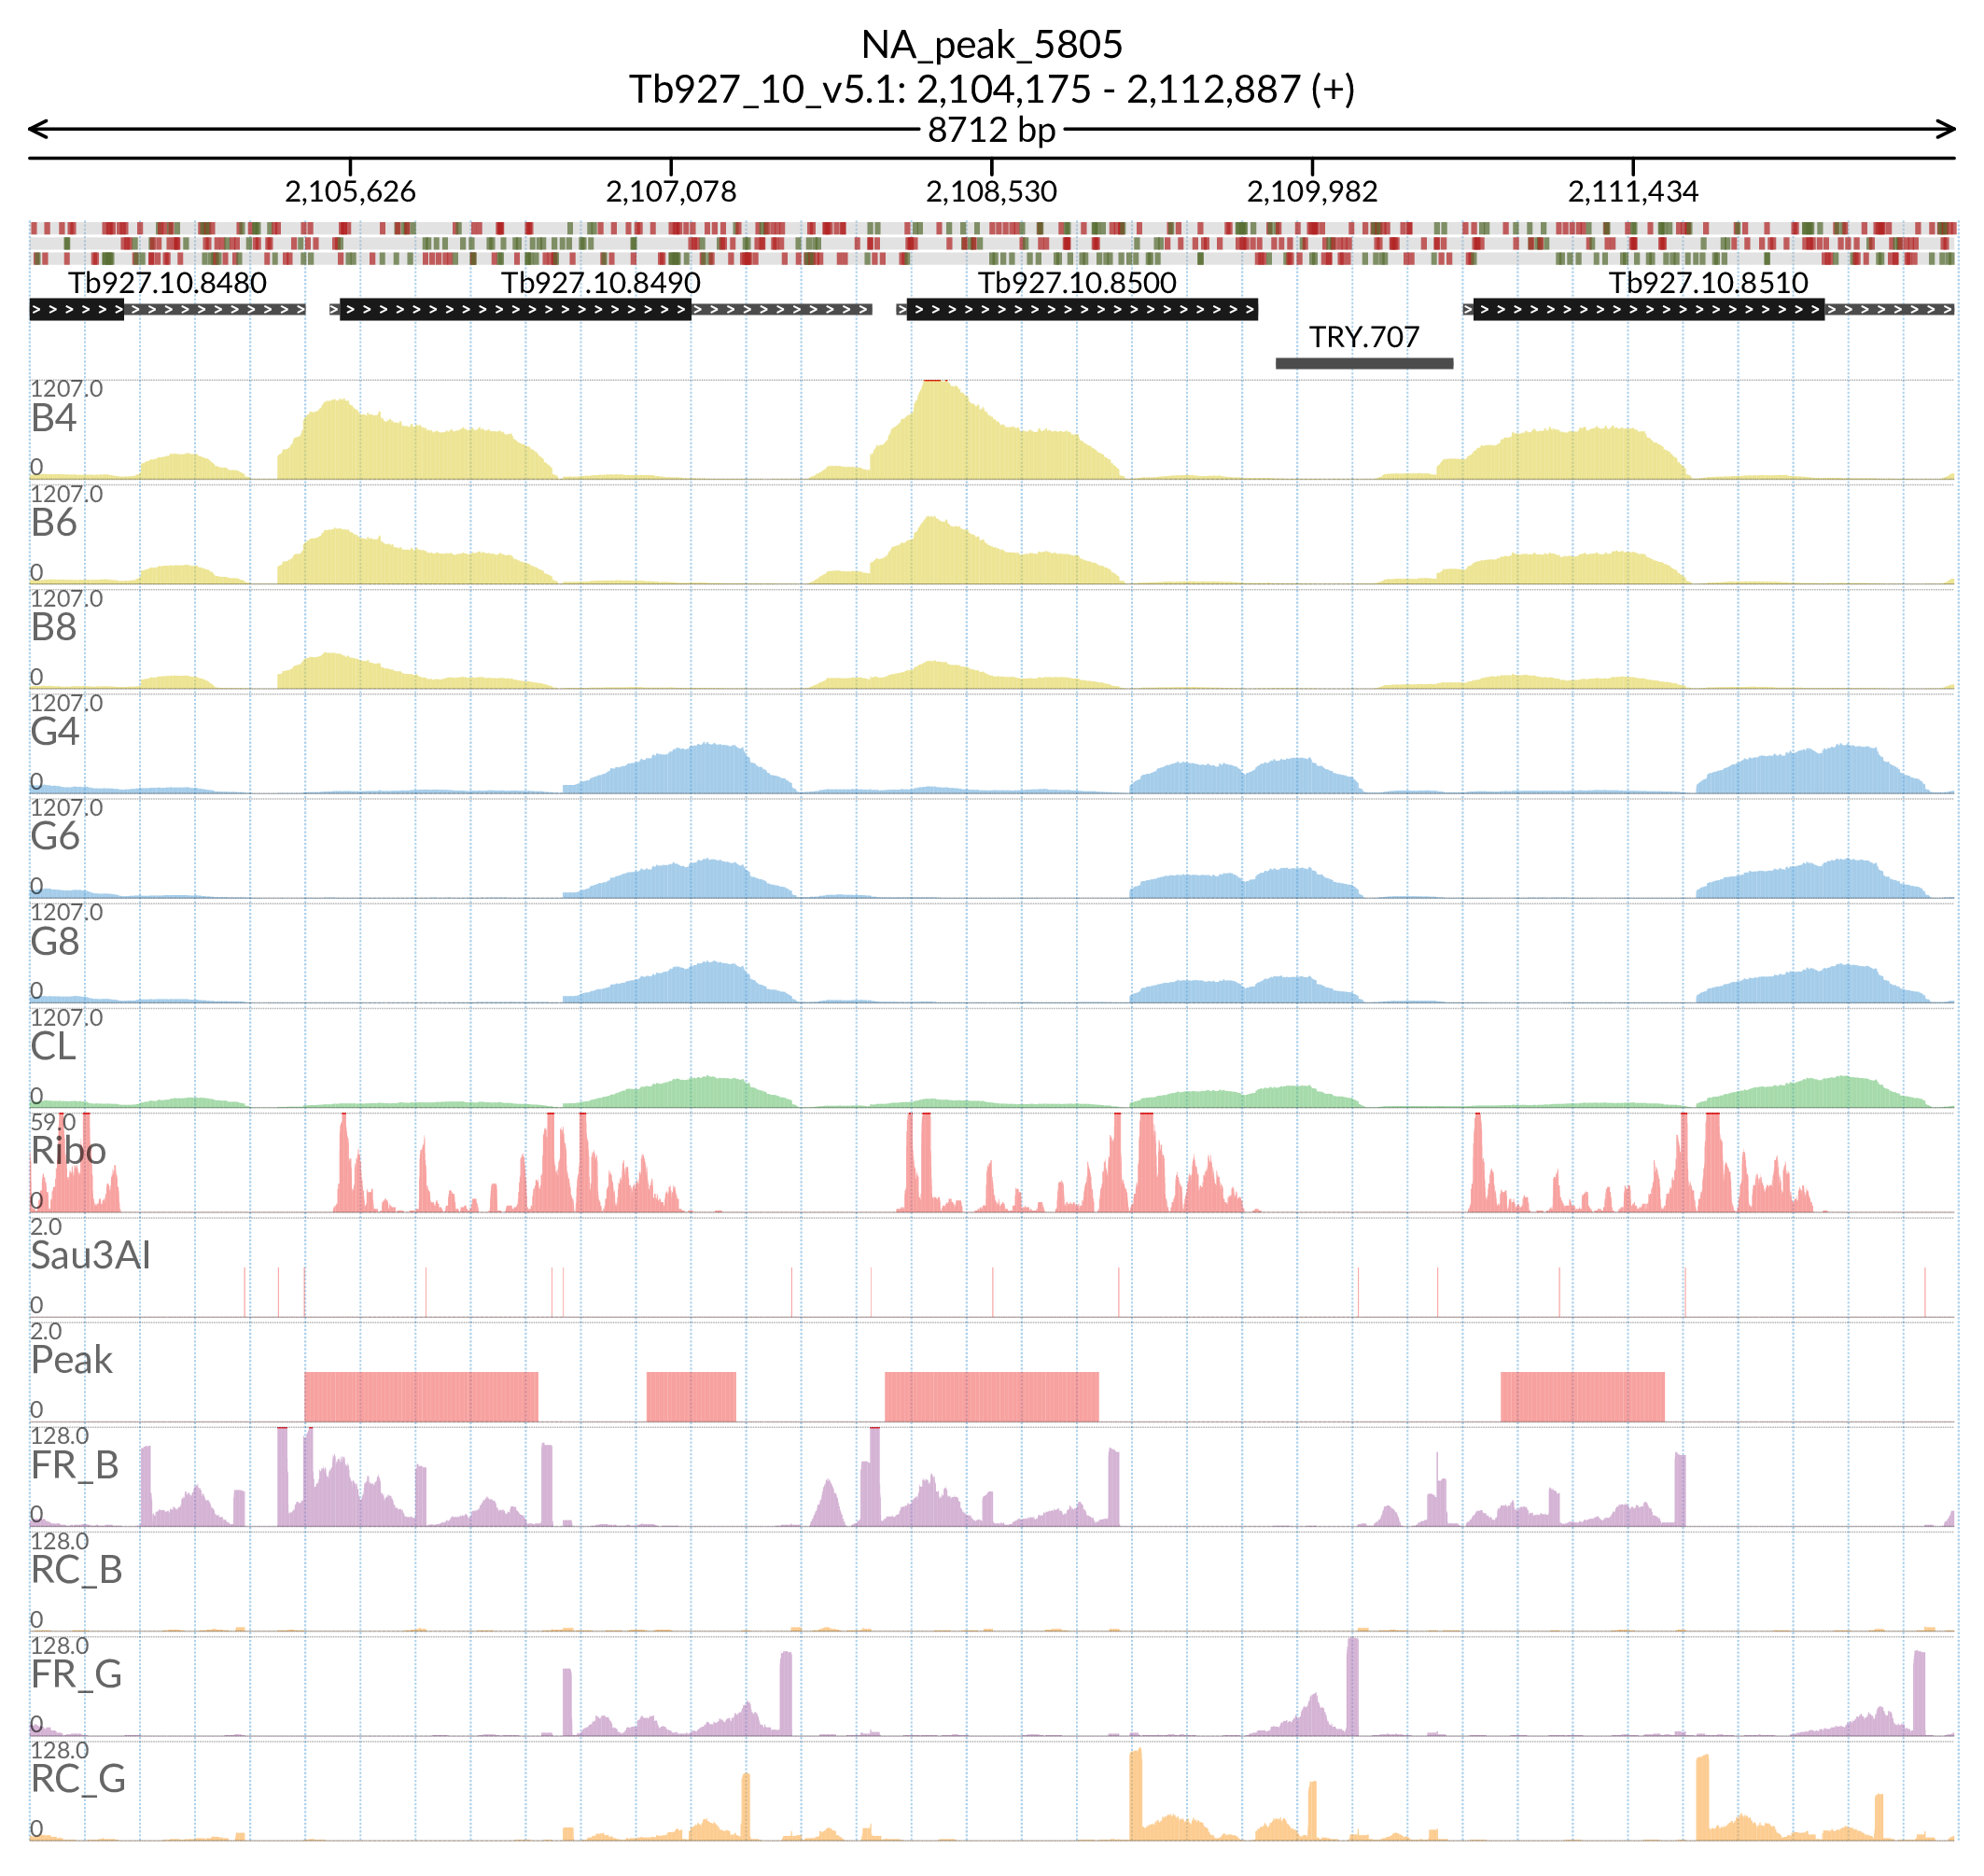 NA_peak_5805
Tb927_10_v5.1: 2,104,175 - 2,112,887 (+)
8712 bp
2,105,626 2,107,078 2,108,530 2,109,982 2,111,434
Tb927.10.8480 Tb927.10.8490 Tb927.10.8500 Tb927.10.8510
TRY.707
1207.0
B4
0
1207.0
B6
0
1207.0
B8
0
1207.0
G4
0
1207.0
G6
0
1207.0
G8
0
1207.0
CL
0
59.0
Ribo
0
2.0
Sau3AI
0
2.0
Peak
0
128.0
FR_B
0
128.0
RC_B
0
128.0
FR_G
0
128.0
RC_G
0